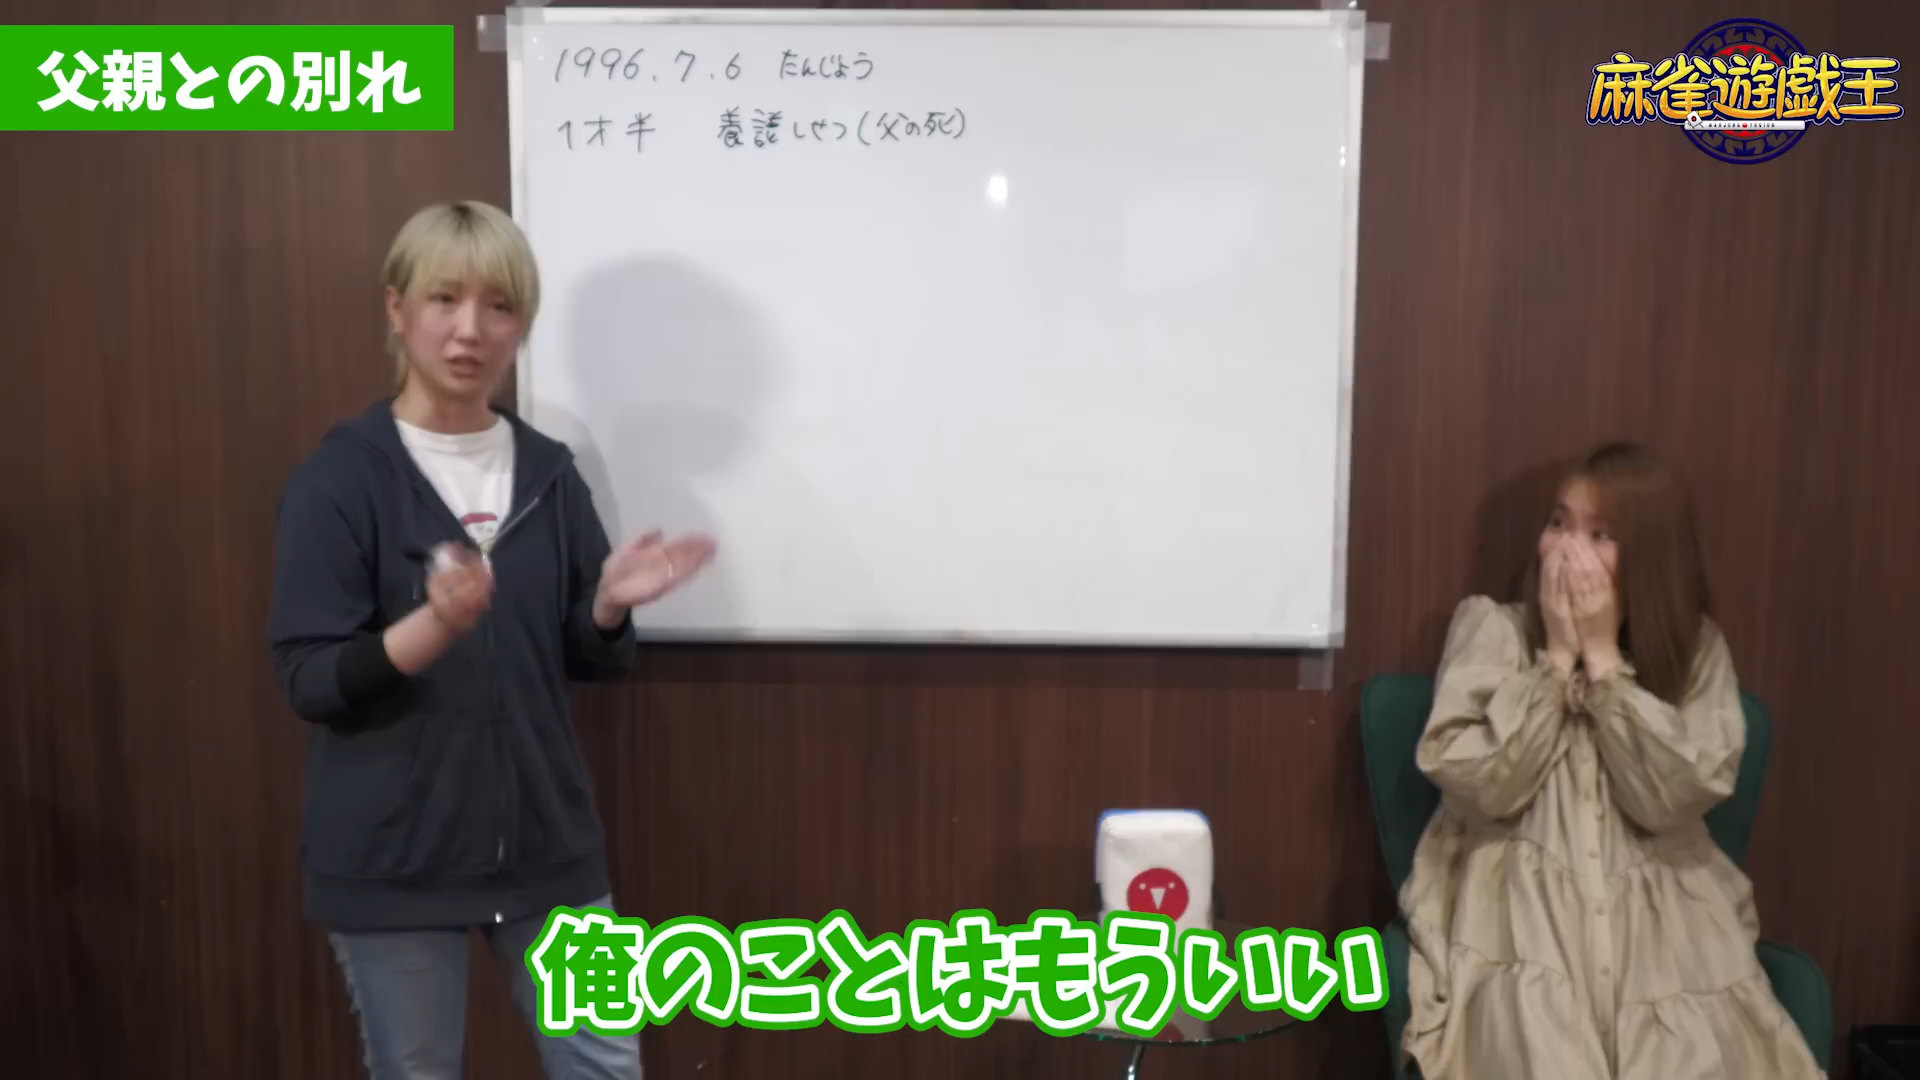 父親との別れ
麻雀遊戯王
1996.7.6 たんじょう
1才半 養護しせつ(父の死)
俺のことはもういい